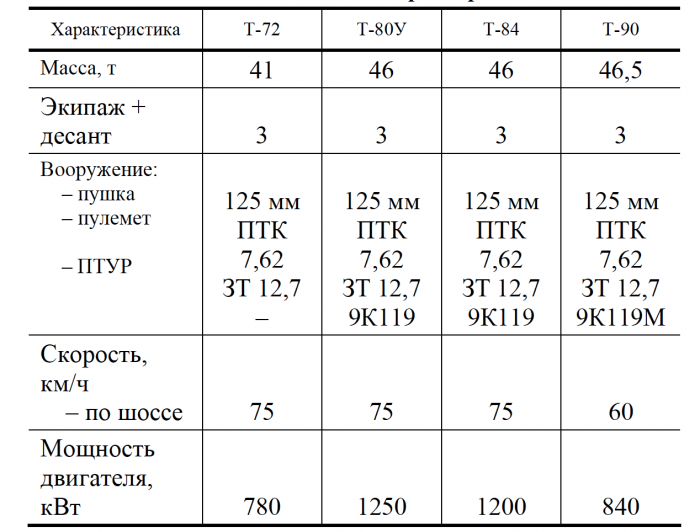 Характеристика Т-72 Т-80У Т-84 Т-90
Масса, т 41 46 46 46,5
Экипаж +
десант 3 3 3 3
Вооружение:
– пушка 125 мм 125 мм 125 мм 125 мм
– пулемет ПТК ПТК ПТК ПТК
7,62 7,62 7,62 7,62
– ПТУР ЗТ 12,7 ЗТ 12,7 ЗТ 12,7 ЗТ 12,7
– 9К119 9К119 9К119М
Скорость,
км/ч
– по шоссе 75 75 75 60
Мощность
двигателя,
кВт 780 1250 1200 840